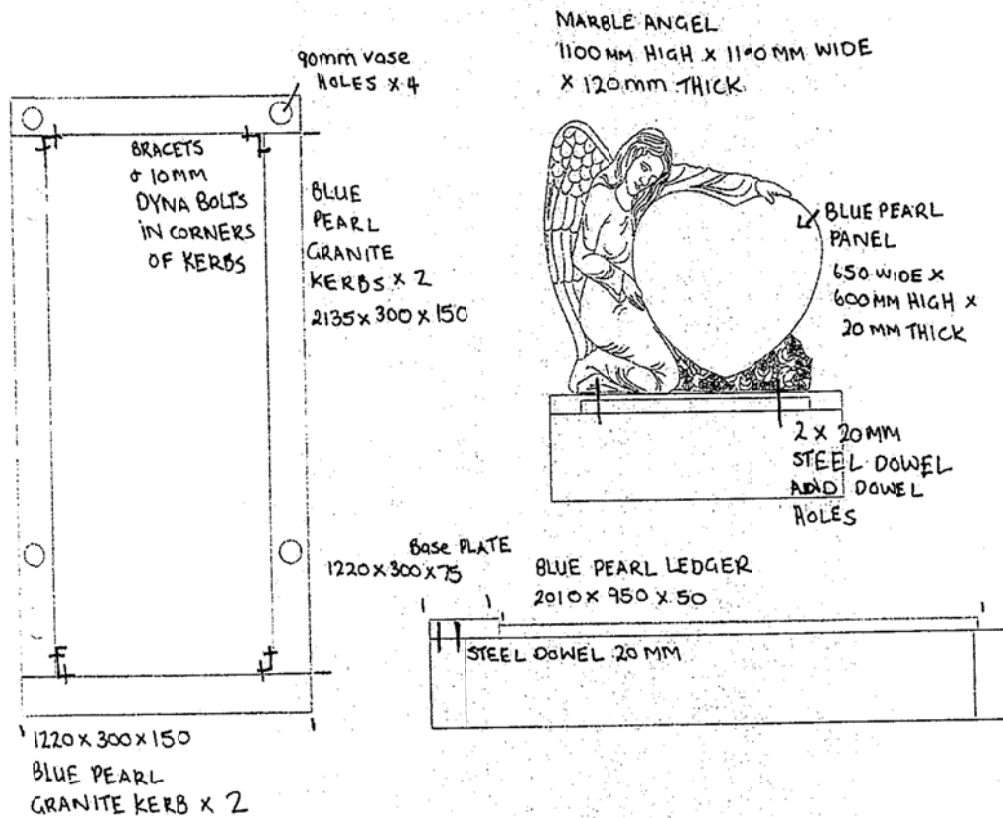 90mm vase
HOLES x 4
BRACETS
& 10MM
DYNA BOLTS
IN CORNERS
OF KERBS
BLUE
PEARL
GRANITE
KERBS x 2
2135 x 300 x 150
1220 x 300 x 150
BLUE PEARL
GRANITE KERB x 2
MARBLE ANGEL
1100 MM HIGH x 1100 MM WIDE
x 120mm THICK
BLUE PEARL
PANEL
650 WIDE x
600MM HIGH x
20 MM THICK
2 x 20MM
STEEL DOWEL
AND DOWEL
HOLES
Base PLATE
1220 x 300 x 75
BLUE PEARL LEDGER
2010 x 950 x 50
STEEL DOWEL 20 MM